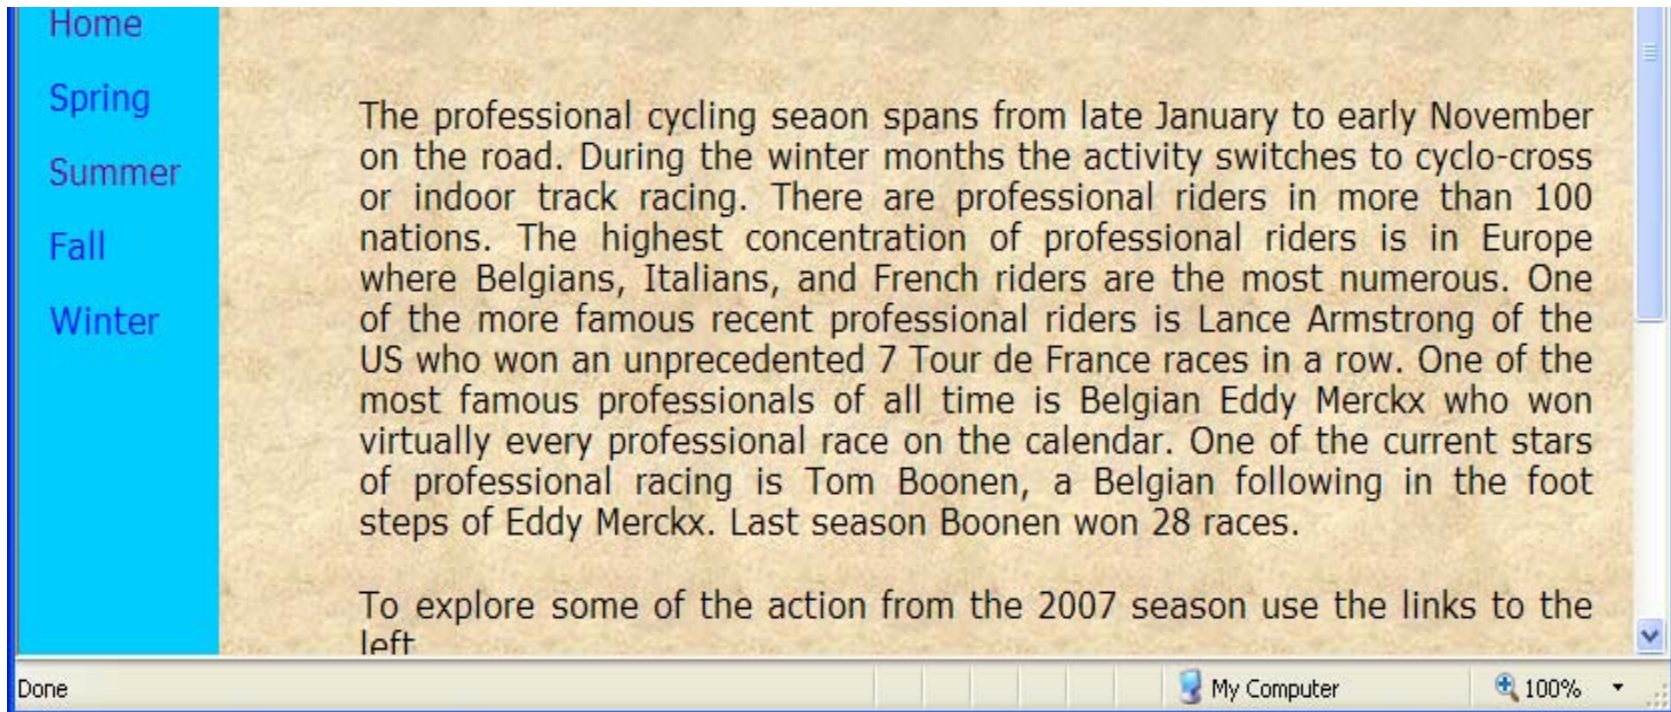 Home
Spring
Summer
Fall
Winter
The professional cycling seaon spans from late January to early November
on the road. During the winter months the activity switches to cyclo-cross
or indoor track racing. There are professional riders in more than 100
nations. The highest concentration of professional riders is in Europe
where Belgians, Italians, and French riders are the most numerous. One
of the more famous recent professional riders is Lance Armstrong of the
US who won an unprecedented 7 Tour de France races in a row. One of the
most famous professionals of all time is Belgian Eddy Merckx who won
virtually every professional race on the calendar. One of the current stars
of professional racing is Tom Boonen, a Belgian following in the foot
steps of Eddy Merckx. Last season Boonen won 28 races.
To explore some of the action from the 2007 season use the links to the
left
Done
My Computer
100%